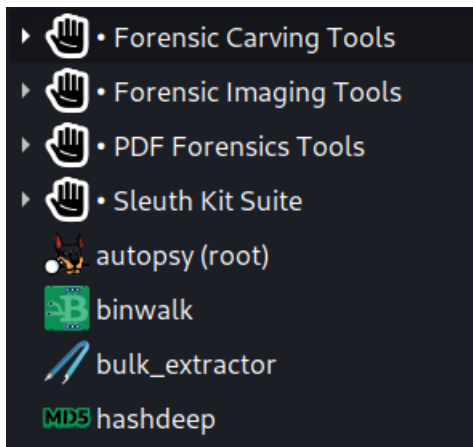 • Forensic Carving Tools
• Forensic Imaging Tools
• PDF Forensics Tools
• Sleuth Kit Suite
autopsy (root)
binwalk
bulk_extractor
MD5 hashdeep